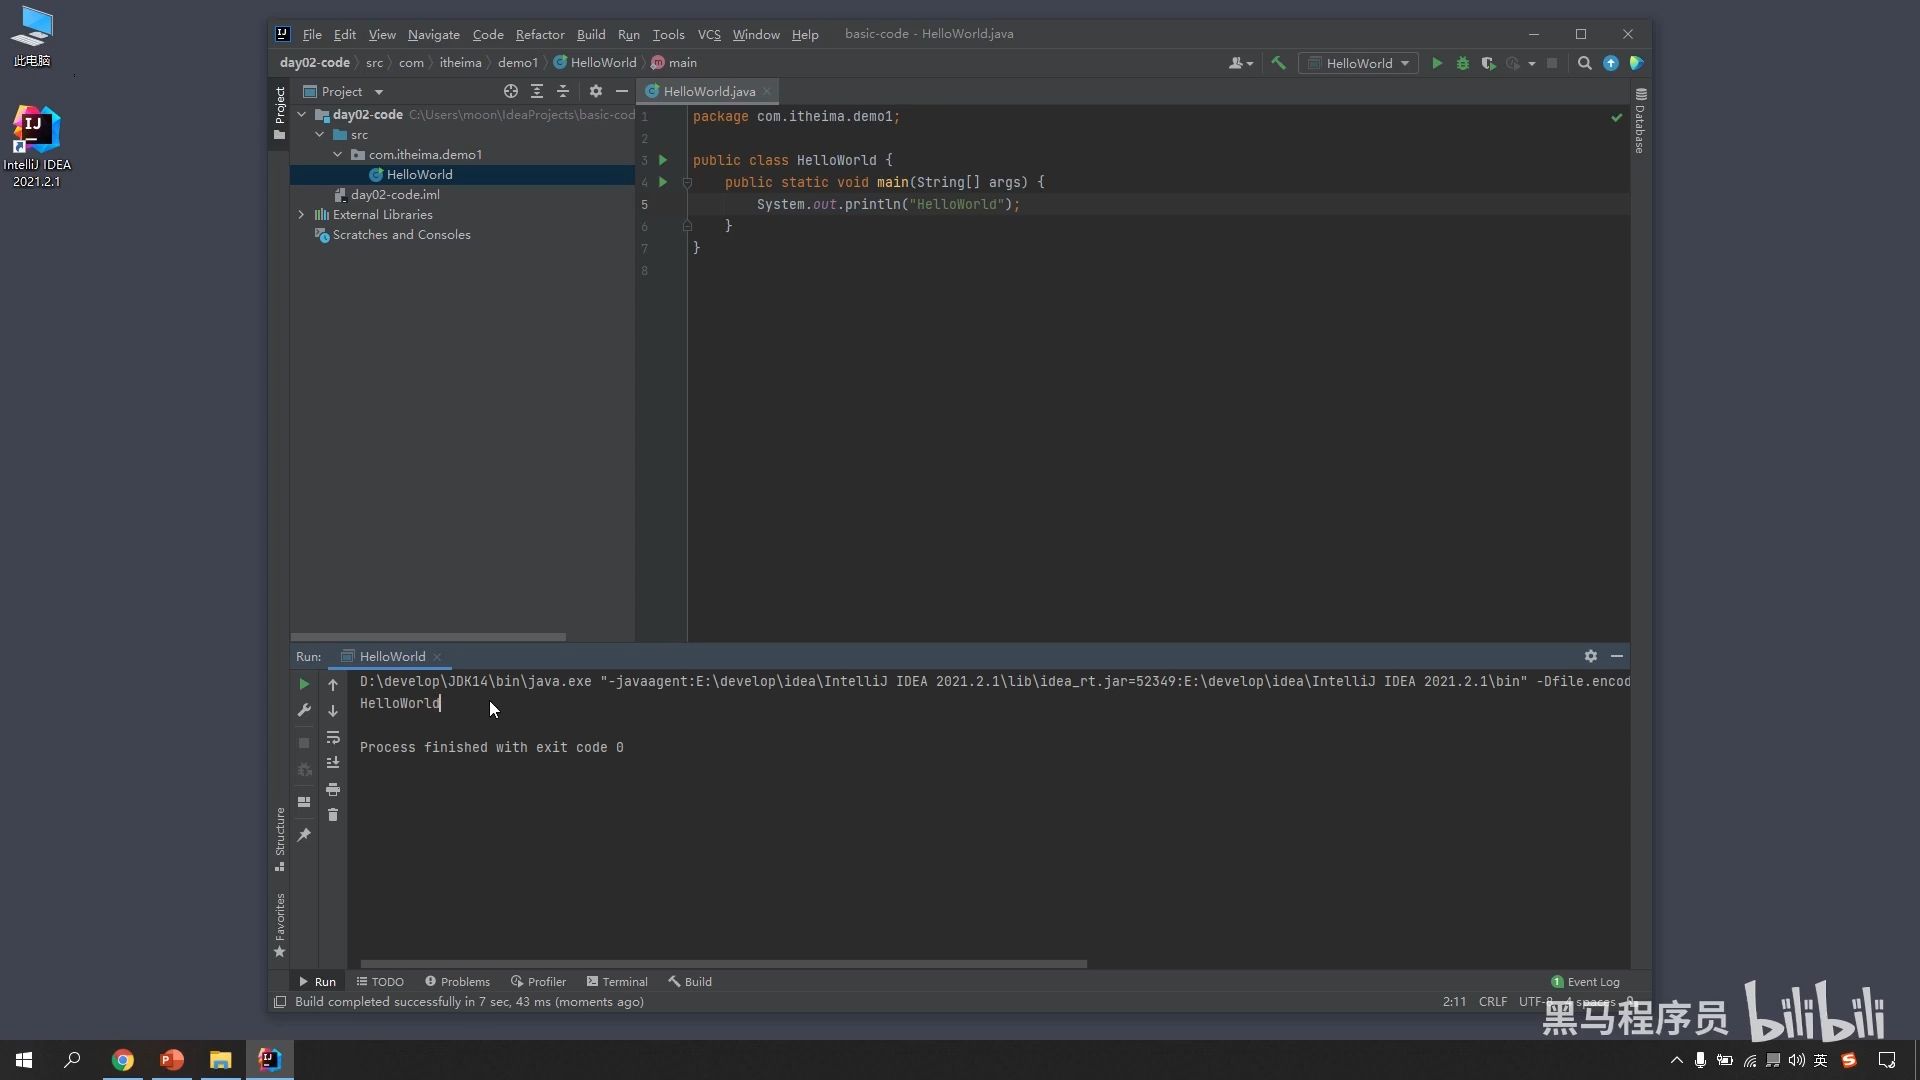 此电脑
IntelliJ IDEA
2021.2.1
File Edit View Navigate Code Refactor Build Run Tools VCS Window Help basic-code - HelloWorld.java
day02-code src com itheima demo1 HelloWorld main
HelloWorld
Project
Project
HelloWorld.java
Database
day02-code C:\Users\moon\IdeaProjects\basic-cod
src
com.itheima.demo1
HelloWorld
day02-code.iml
External Libraries
Scratches and Consoles
1 package com.itheima.demo1;
2
3 public class HelloWorld {
4 public static void main(String[] args) {
5 System.out.println("HelloWorld");
6 }
7 }
8
Run: HelloWorld
D:\develop\JDK14\bin\java.exe "-javaagent:E:\develop\idea\IntelliJ IDEA 2021.2.1\lib\idea_rt.jar=52349:E:\develop\idea\IntelliJ IDEA 2021.2.1\bin" -Dfile.encod
HelloWorld
Process finished with exit code 0
Structure
Favorites
Run TODO Problems Profiler Terminal Build 1 Event Log
Build completed successfully in 7 sec, 43 ms (moments ago) 2:11 CRLF UTF-8 4 spaces
黑马程序员 bilibili
英